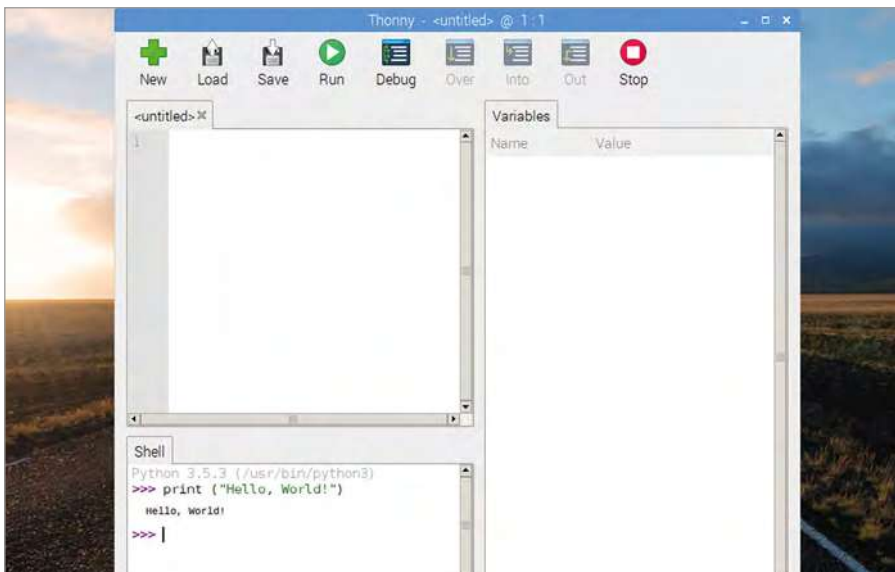 Thonny - <untitled> @ 1 : 1
New Load Save Run Debug Over Into Out Stop
<untitled>
1
Variables
Name Value
Shell
Python 3.5.3 (/usr/bin/python3)
>>> print ("Hello, World!")
Hello, World!
>>>